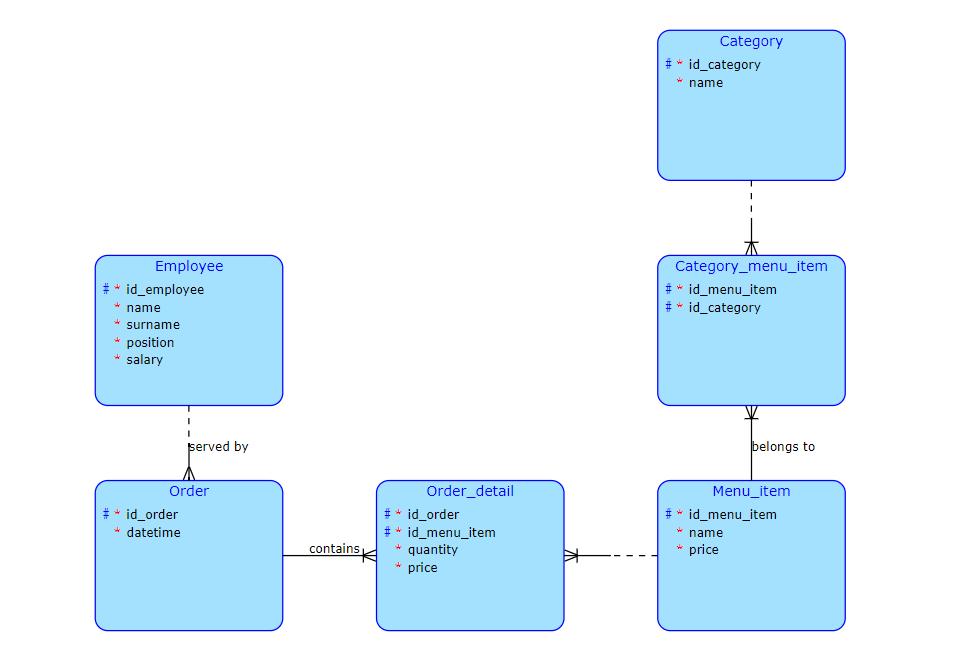 Category
# * id_category
* name
Employee
# * id_employee
* name
* surname
* position
* salary
Category_menu_item
# * id_menu_item
# * id_category
served by
belongs to
Order
# * id_order
* datetime
contains
Order_detail
# * id_order
# * id_menu_item
* quantity
* price
Menu_item
# * id_menu_item
* name
* price